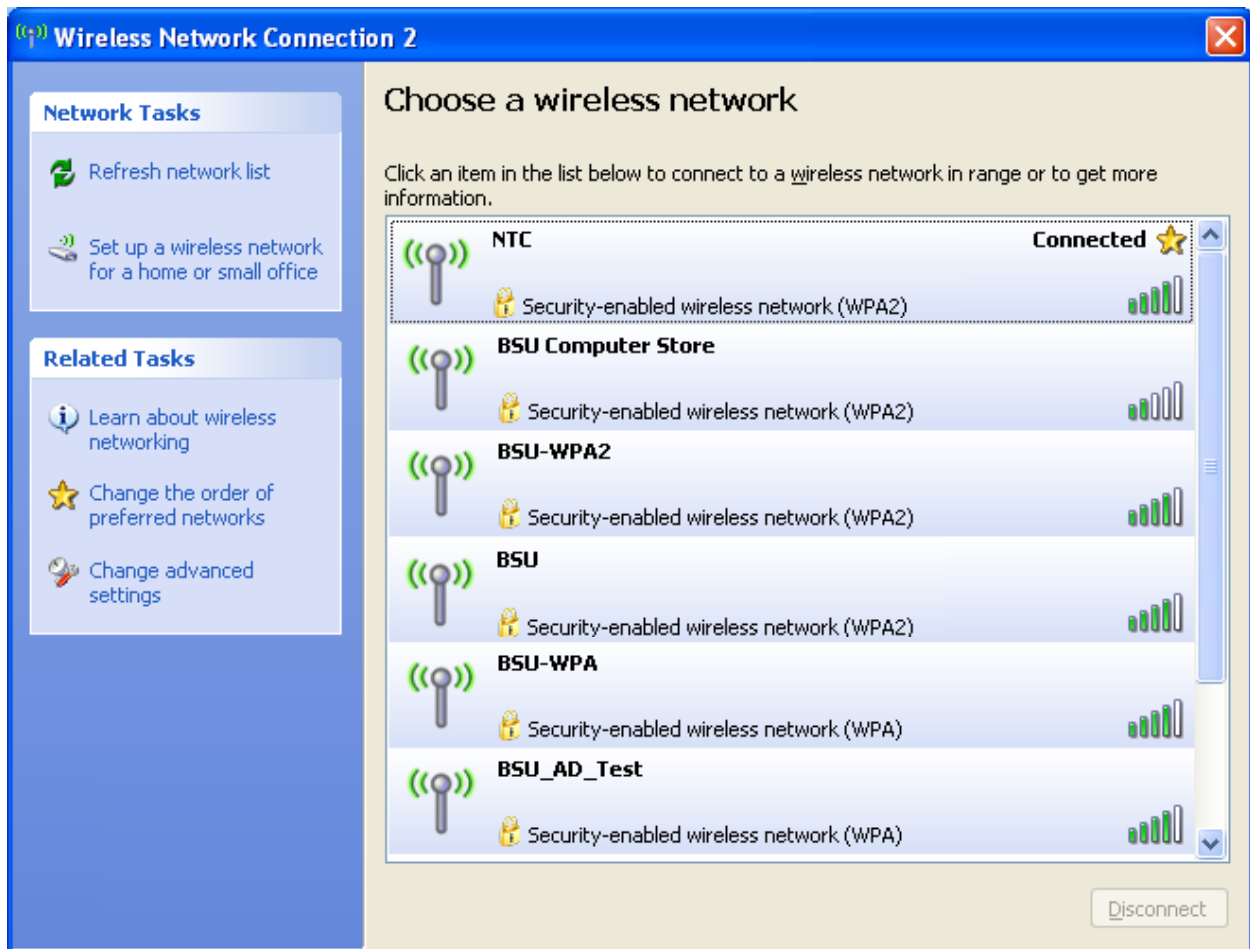 Wireless Network Connection 2
Network Tasks
Refresh network list
Set up a wireless network
for a home or small office
Related Tasks
Learn about wireless
networking
Change the order of
preferred networks
Change advanced
settings
Choose a wireless network
Click an item in the list below to connect to a wireless network in range or to get more
information.
NTC Connected
Security-enabled wireless network (WPA2)
BSU Computer Store
Security-enabled wireless network (WPA2)
BSU-WPA2
Security-enabled wireless network (WPA2)
BSU
Security-enabled wireless network (WPA2)
BSU-WPA
Security-enabled wireless network (WPA)
BSU_AD_Test
Security-enabled wireless network (WPA)
Disconnect